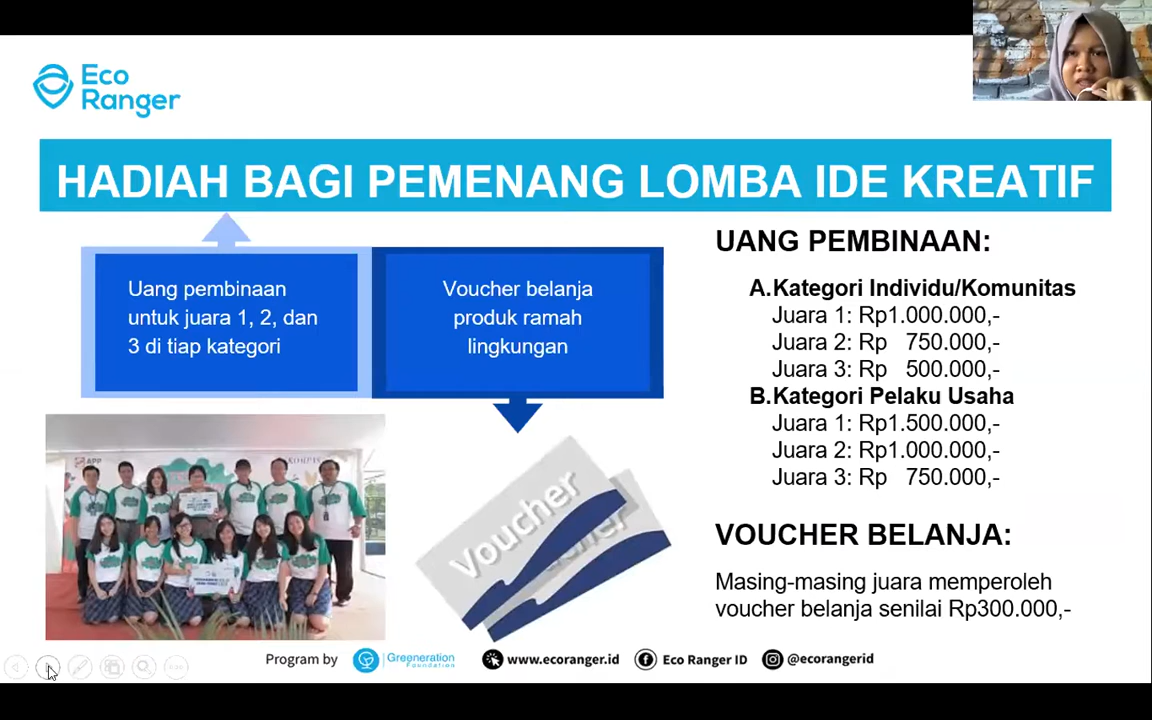 Eco
Ranger
HADIAH BAGI PEMENANG LOMBA IDE KREATIF
Uang pembinaan
untuk juara 1, 2, dan
3 di tiap kategori
Voucher belanja
produk ramah
lingkungan
UANG PEMBINAAN:
A.Kategori Individu/Komunitas
Juara 1: Rp1.000.000,-
Juara 2: Rp 750.000,-
Juara 3: Rp 500.000,-
B.Kategori Pelaku Usaha
Juara 1: Rp1.500.000,-
Juara 2: Rp1.000.000,-
Juara 3: Rp 750.000,-
VOUCHER BELANJA:
Masing-masing juara memperoleh
voucher belanja senilai Rp300.000,-
APP
KOMPAS
Voucher
Program by
Greeneration
Foundation
www.ecoranger.id
Eco Ranger ID
@ecorangerid